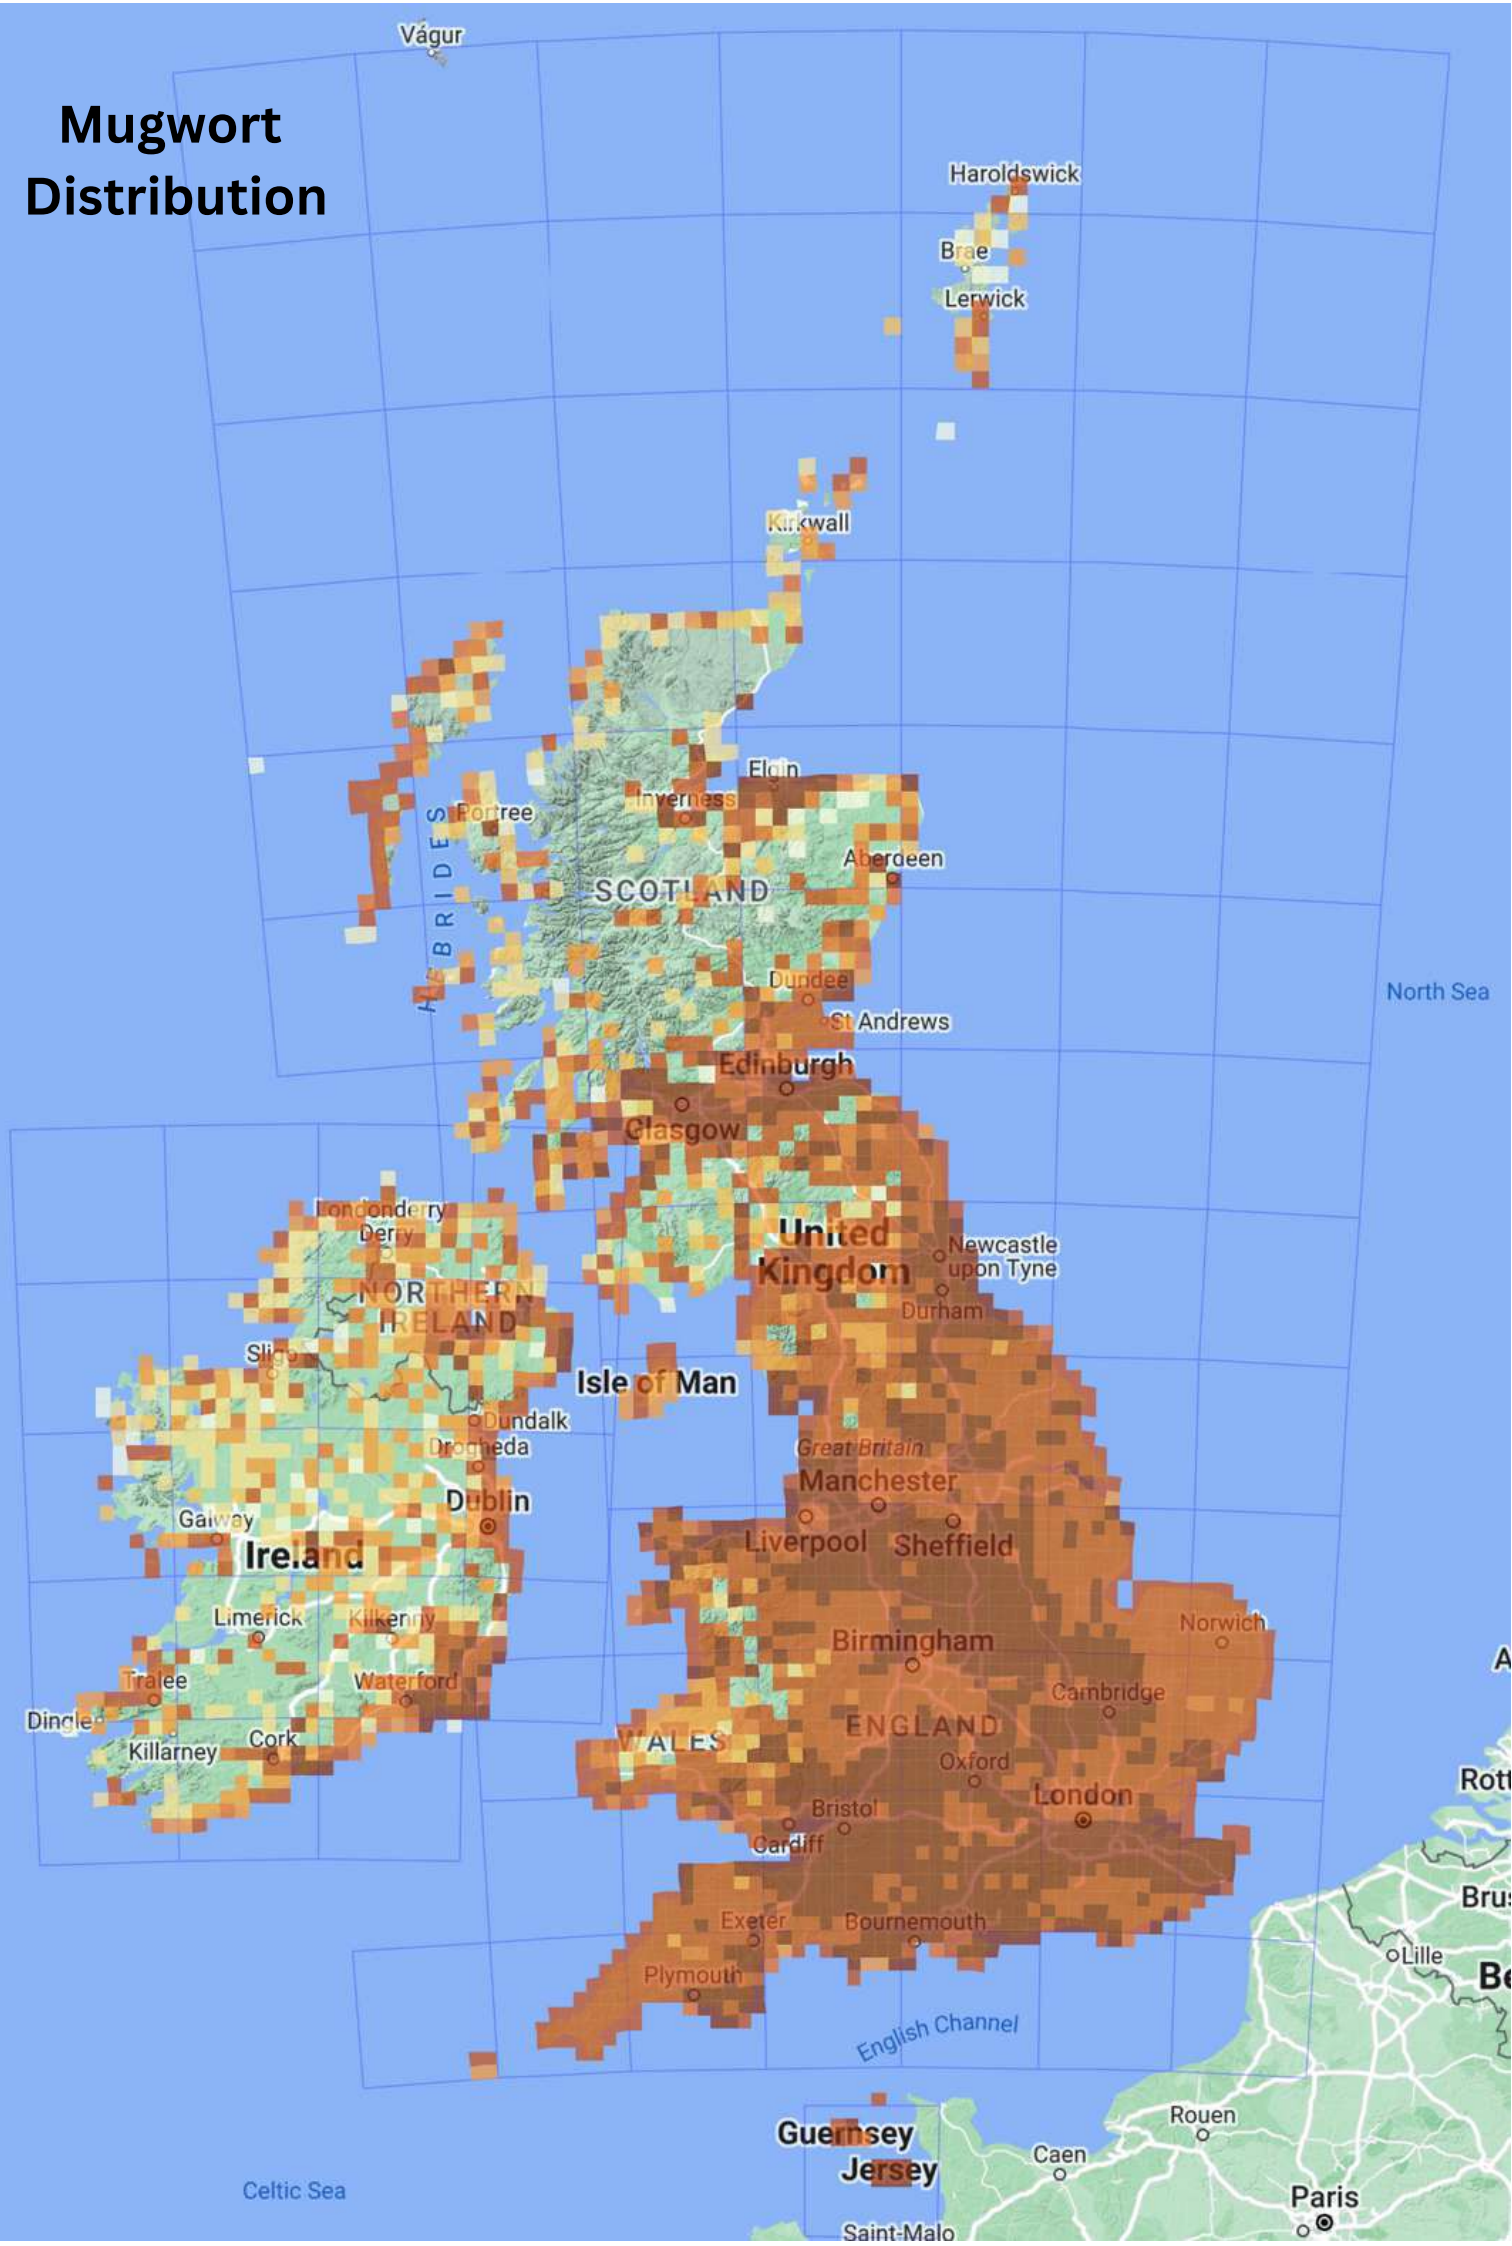 Vágur
Mugwort
Distribution
Haroldswick
Brae
Lerwick
Kirkwall
Elgin
Inverness
Portree
Aberdeen
HEBRIDES
SCOTLAND
Dundee
North Sea
St Andrews
Edinburgh
Glasgow
Londonderry
Derry
United
Kingdom
Newcastle
upon Tyne
NORTHERN
IRELAND
Durham
Sligo
Isle of Man
Dundalk
Drogheda
Great Britain
Manchester
Dublin
Galway
Liverpool
Sheffield
Ireland
Limerick
Kilkenny
Norwich
Birmingham
A
Tralee
Waterford
Cambridge
Dingle
WALES
ENGLAND
Cork
Killarney
Oxford
Rott
London
Bristol
Cardiff
Brus
Exeter
Bournemouth
Lille
Plymouth
Be
English Channel
Rouen
Guernsey
Caen
Jersey
Celtic Sea
Paris
Saint-Malo